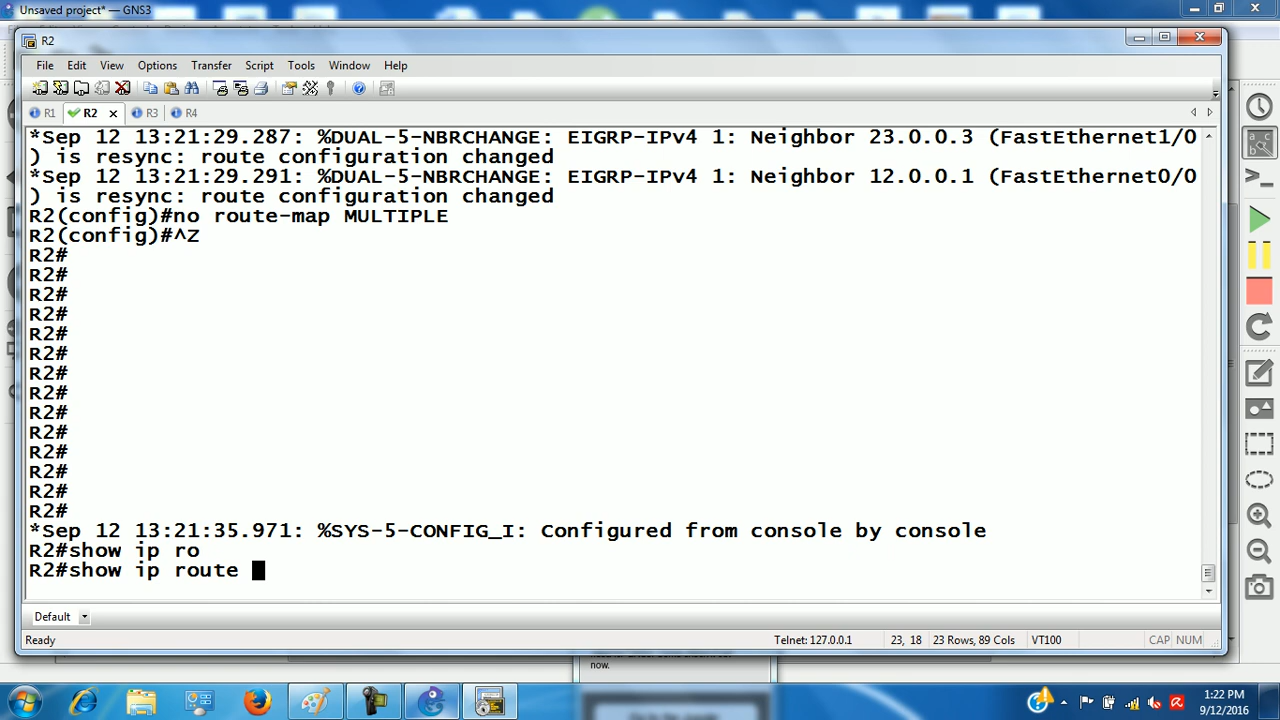 Unsaved project* — GNS3
R2
File Edit View Options Transfer Script Tools Window Help
R1 R2 x R3 R4
*Sep 12 13:21:29.287: %DUAL-5-NBRCHANGE: EIGRP-IPv4 1: Neighbor 23.0.0.3 (FastEthernet1/0
) is resync: route configuration changed
*Sep 12 13:21:29.291: %DUAL-5-NBRCHANGE: EIGRP-IPv4 1: Neighbor 12.0.0.1 (FastEthernet0/0
) is resync: route configuration changed
R2(config)#no route-map MULTIPLE
R2(config)#^Z
R2#
R2#
R2#
R2#
R2#
R2#
R2#
R2#
R2#
R2#
R2#
R2#
R2#
R2#
*Sep 12 13:21:35.971: %SYS-5-CONFIG_I: Configured from console by console
R2#show ip ro
R2#show ip route
Default
Ready Telnet: 127.0.0.1 23, 18 23 Rows, 89 Cols VT100 CAP NUM
now.
1:22 PM
9/12/2016